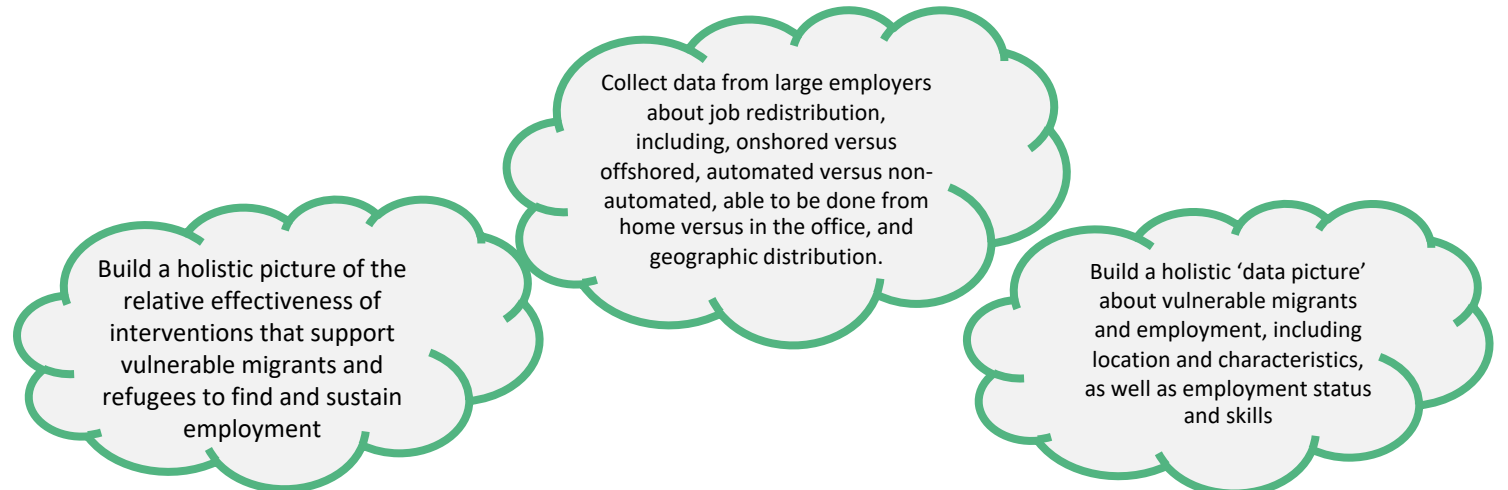 Build a holistic picture of the
relative effectiveness of
interventions that support
vulnerable migrants and
refugees to find and sustain
employment
Collect data from large employers
about job redistribution,
including, onshored versus
offshored, automated versus non-
automated, able to be done from
home versus in the office, and
geographic distribution.
Build a holistic ‘data picture’
about vulnerable migrants
and employment, including
location and characteristics,
as well as employment status
and skills